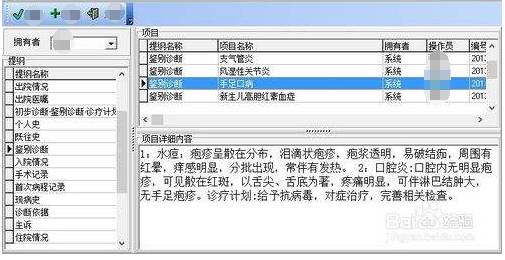 拥有者
提纲
提纲名称
出院情况
出院医嘱
初步诊断·鉴别诊断·诊疗计划
个人史
既往史
鉴别诊断
入院情况
手术记录
首次病程记录
现病史
诊断依据
主诉
住院情况
项目
提纲名称 项目名称 拥有者 操作员 编号
鉴别诊断 支气管炎 系统 201
鉴别诊断 风湿性关节炎 系统 201
鉴别诊断 手足口病 系统 201
鉴别诊断 新生儿高胆红素血症 系统 201
项目详细内容
1：水痘：疱疹呈散在分布，泪滴状疱疹，疱浆透明，易破结痂，周围有
红晕，痒感明显，分批出现，常伴有发热。 2：口腔炎:口腔内无明显疱
疹，可见散在红斑，以舌尖、舌底为著，疼痛明显，可伴淋巴结肿大，
无手足疱疹。诊疗计划:给予抗病毒，对症治疗，完善相关检查。
Baidu 经验
jingyan.baidu.com